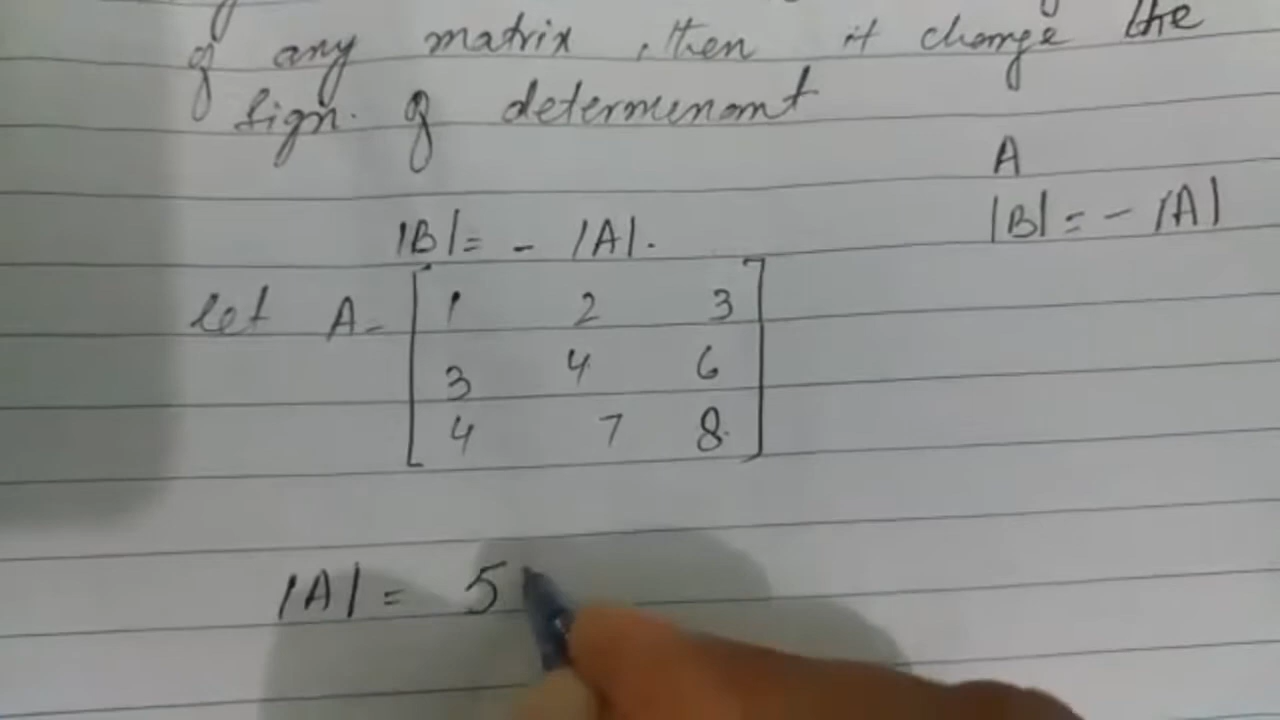 of any matrix, then it change the
sign. of determenant
A
|B| = - |A|
|B| = - |A|.
let A = [ 1 2 3
3 4 6
4 7 8 ]
|A| = 5